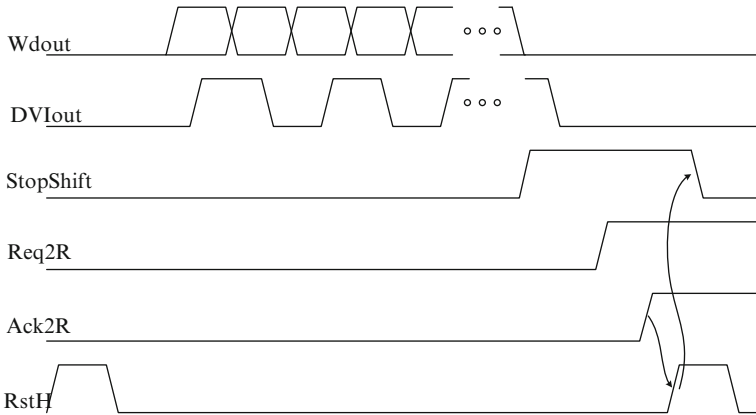 Wdout
DVIout
StopShift
Req2R
Ack2R
RstH